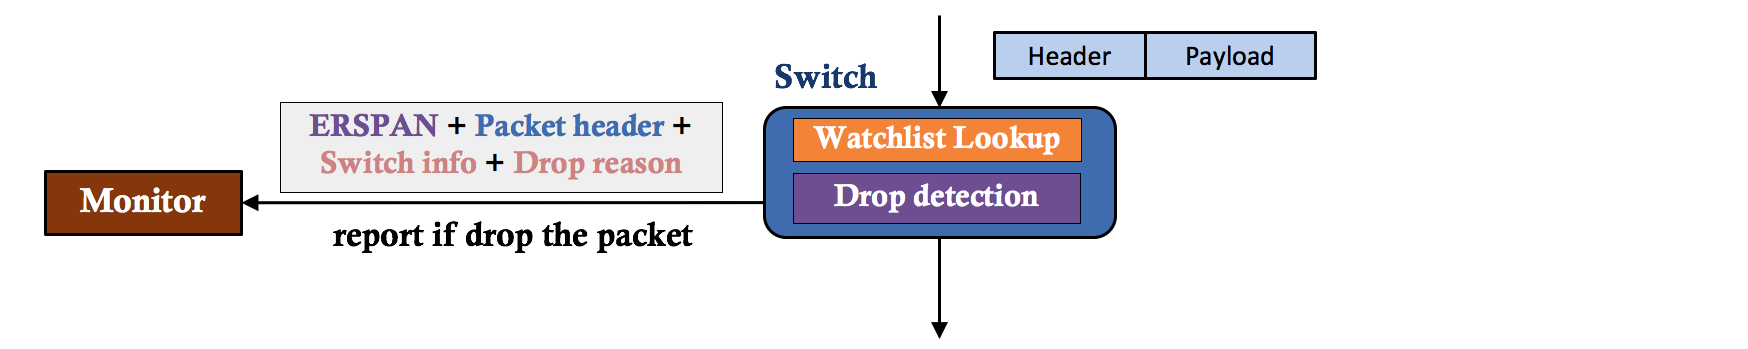 Header
Payload
Switch
ERSPAN + Packet header +
Switch info + Drop reason
Watchlist Lookup
Drop detection
Monitor
report if drop the packet